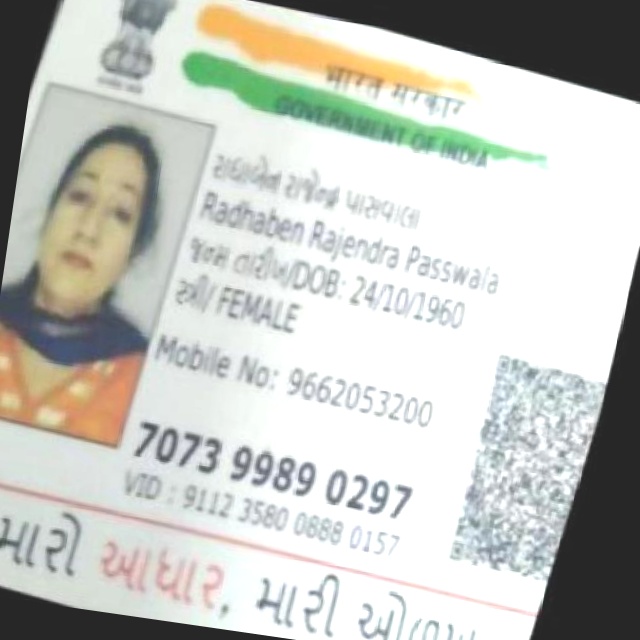 भारत सरकार
GOVERNMENT OF INDIA
રાધાબેન રાજેન્દ્ર પાસવાલા
Radhaben Rajendra Passwala
જન્મ તારીખ/DOB: 24/10/1960
સ્ત્રી/ FEMALE
Mobile No: 9662053200
7073 9989 0297
VID : 9112 3580 0888 0157
મારો આધાર, મારી